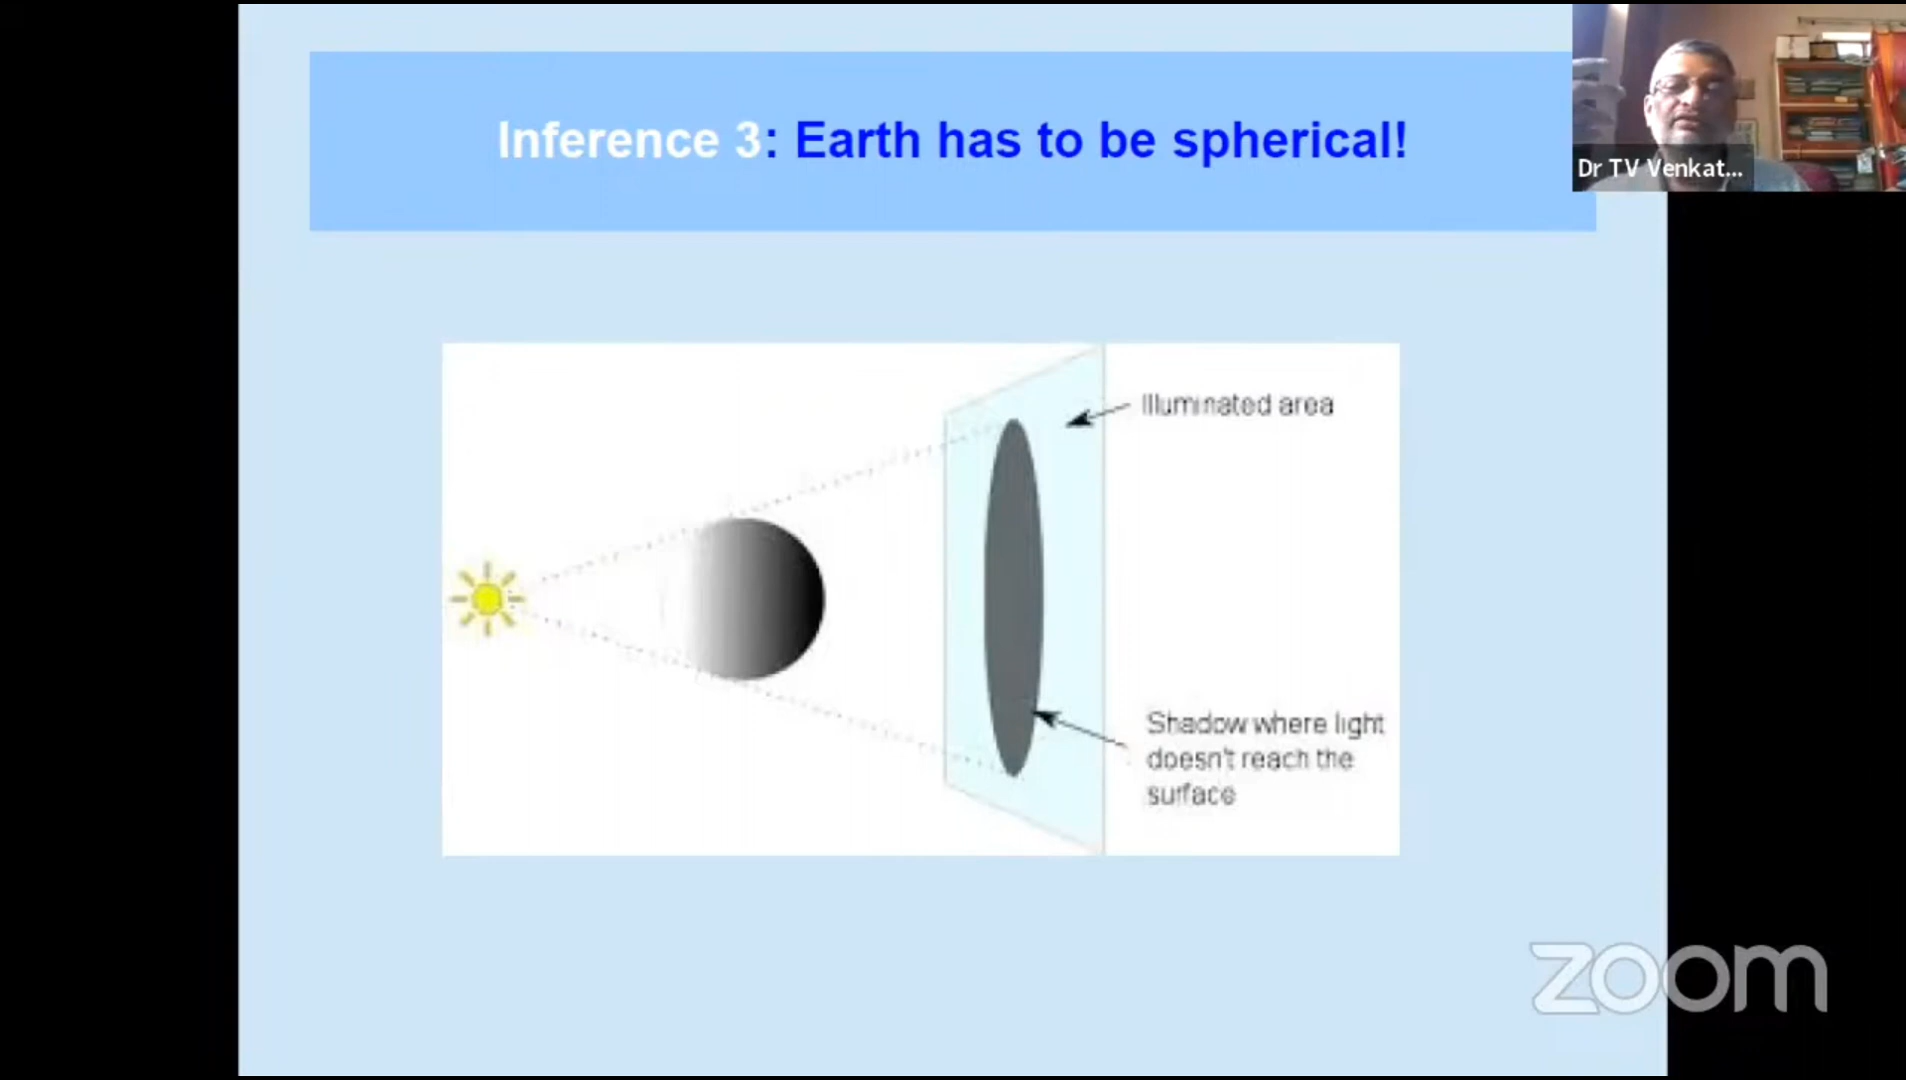 Inference 3: Earth has to be spherical!
Dr TV Venkat...
Illuminated area
Shadow where light
doesn't reach the
surface
zoom